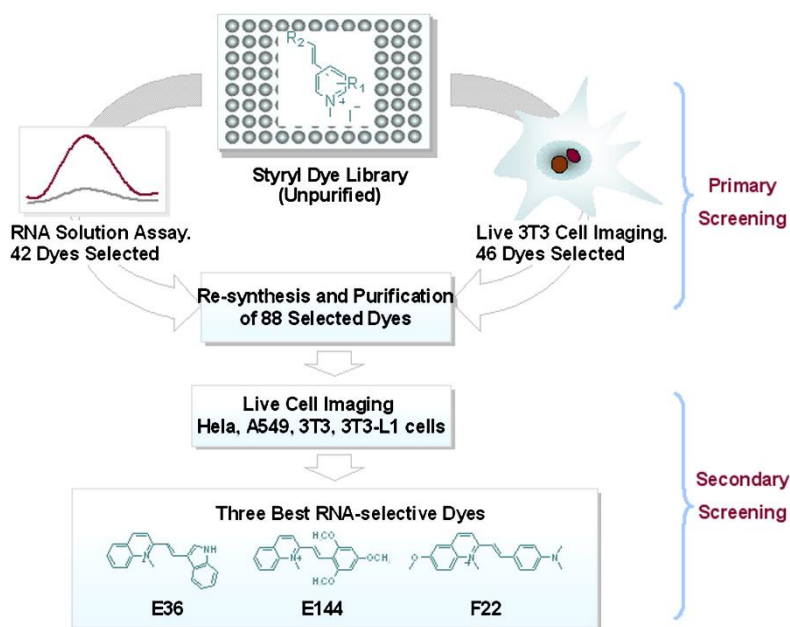 R2
R1
N+
I
I-
Styryl Dye Library
(Unpurified)
RNA Solution Assay.
42 Dyes Selected
Live 3T3 Cell Imaging.
46 Dyes Selected
Primary
Screening
Re-synthesis and Purification
of 88 Selected Dyes
Live Cell Imaging
Hela, A549, 3T3, 3T3-L1 cells
Secondary
Screening
Three Best RNA-selective Dyes
E36
E144
F22